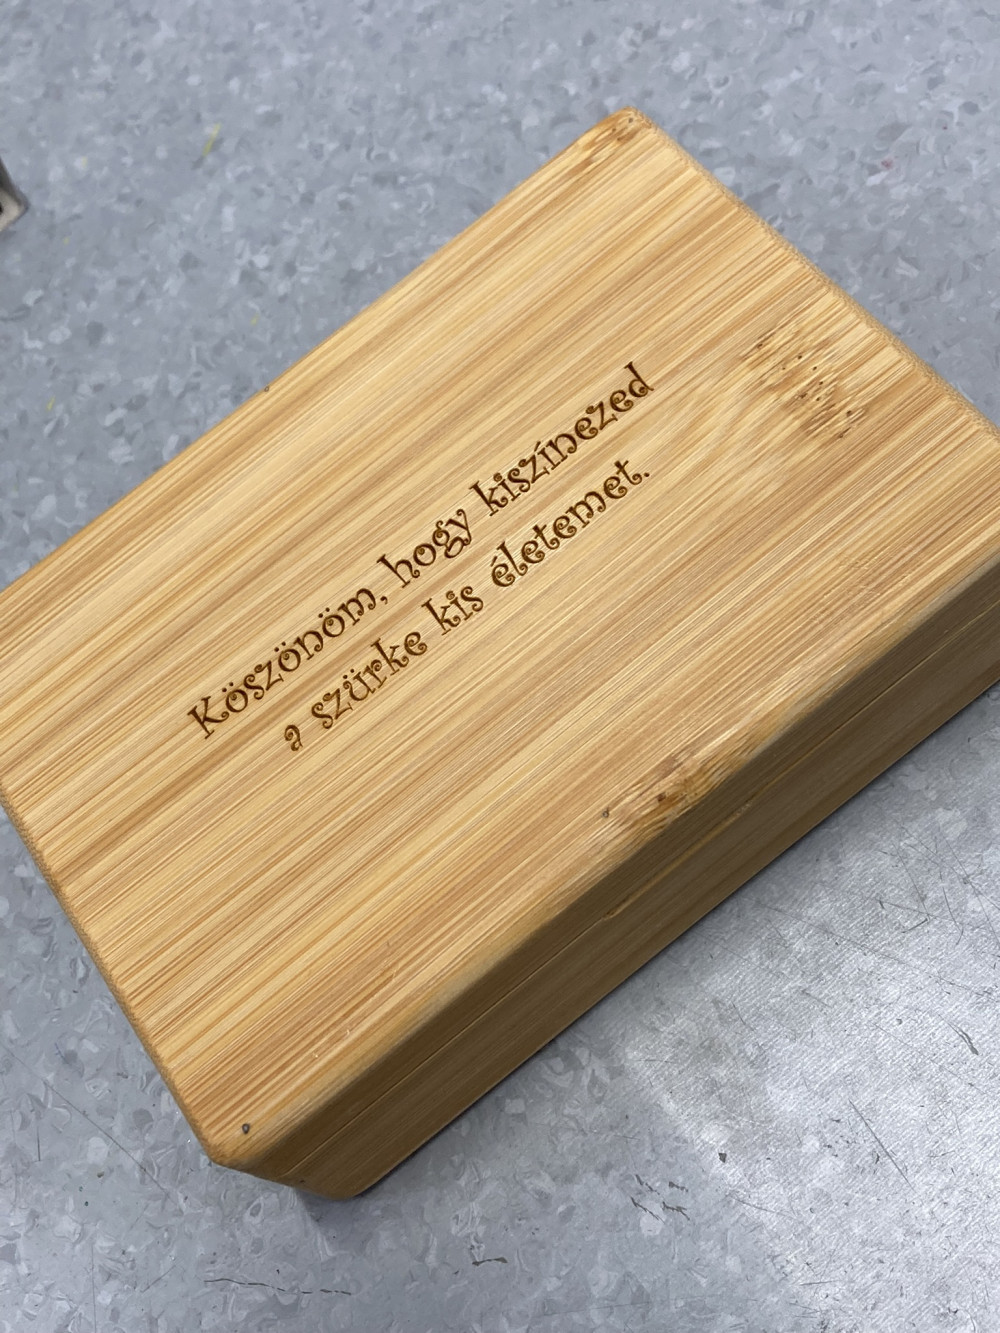 Köszönöm, hogy kiszínezed
a szürke kis életemet.